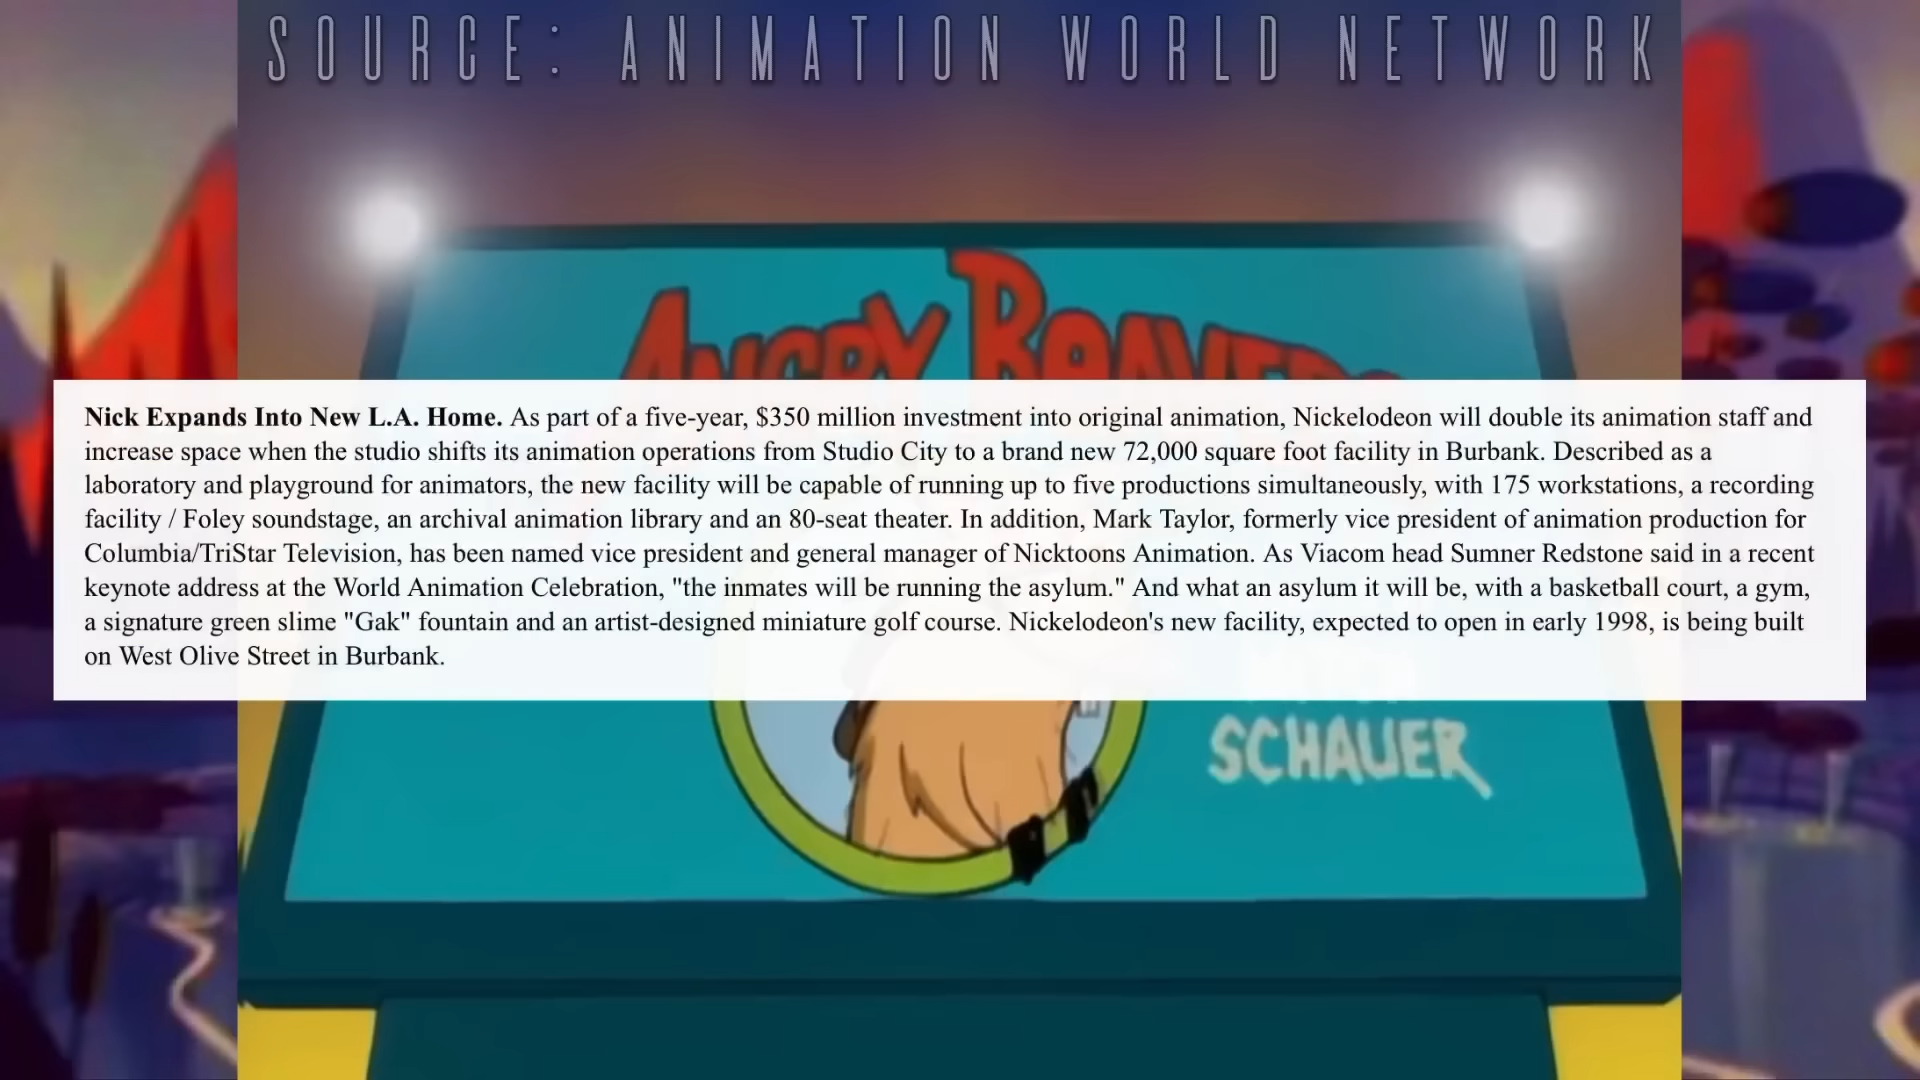 SOURCE: ANIMATION WORLD NETWORK
ANGRY BEAVERS
Nick Expands Into New L.A. Home. As part of a five-year, $350 million investment into original animation, Nickelodeon will double its animation staff and
increase space when the studio shifts its animation operations from Studio City to a brand new 72,000 square foot facility in Burbank. Described as a
laboratory and playground for animators, the new facility will be capable of running up to five productions simultaneously, with 175 workstations, a recording
facility / Foley soundstage, an archival animation library and an 80-seat theater. In addition, Mark Taylor, formerly vice president of animation production for
Columbia/TriStar Television, has been named vice president and general manager of Nicktoons Animation. As Viacom head Sumner Redstone said in a recent
keynote address at the World Animation Celebration, "the inmates will be running the asylum." And what an asylum it will be, with a basketball court, a gym,
a signature green slime "Gak" fountain and an artist-designed miniature golf course. Nickelodeon's new facility, expected to open in early 1998, is being built
on West Olive Street in Burbank.
SCHAUER